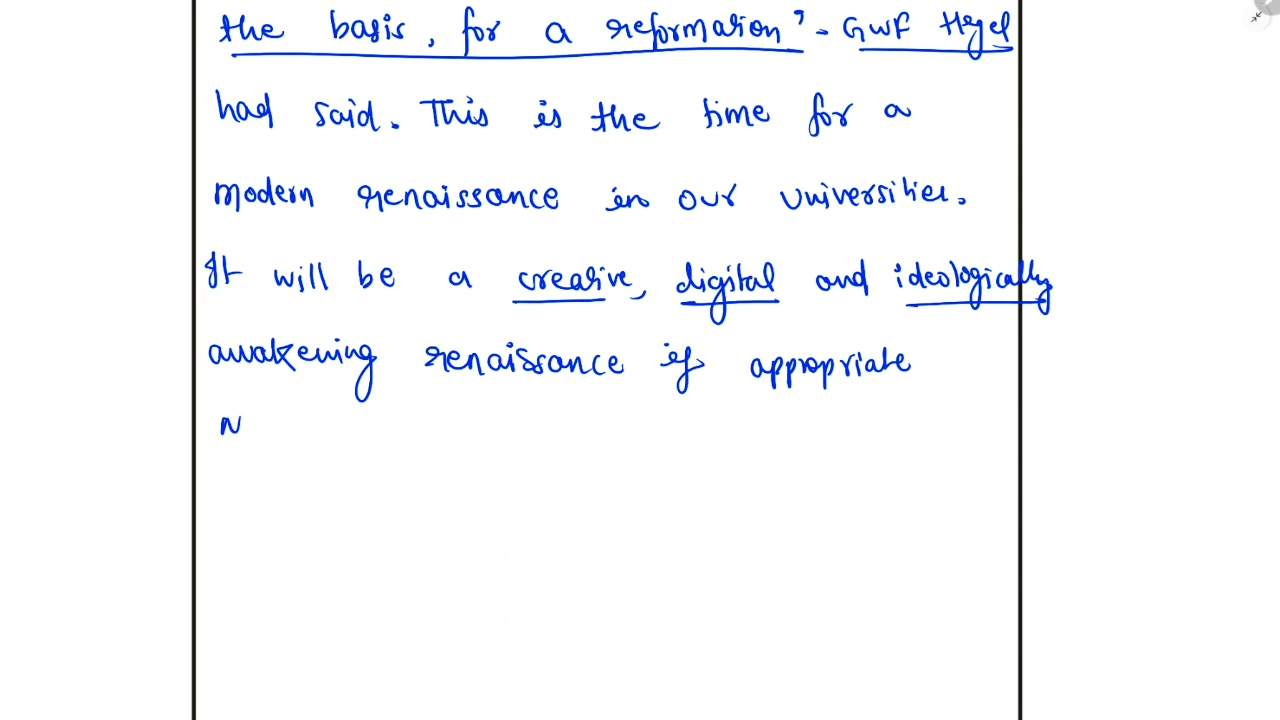 the basis, for a reformation" - GWF Hegel
had said. This is the time for a
modern renaissance in our universities.
It will be a creative, digital and ideologically
awakening renaissance if appropriate
N